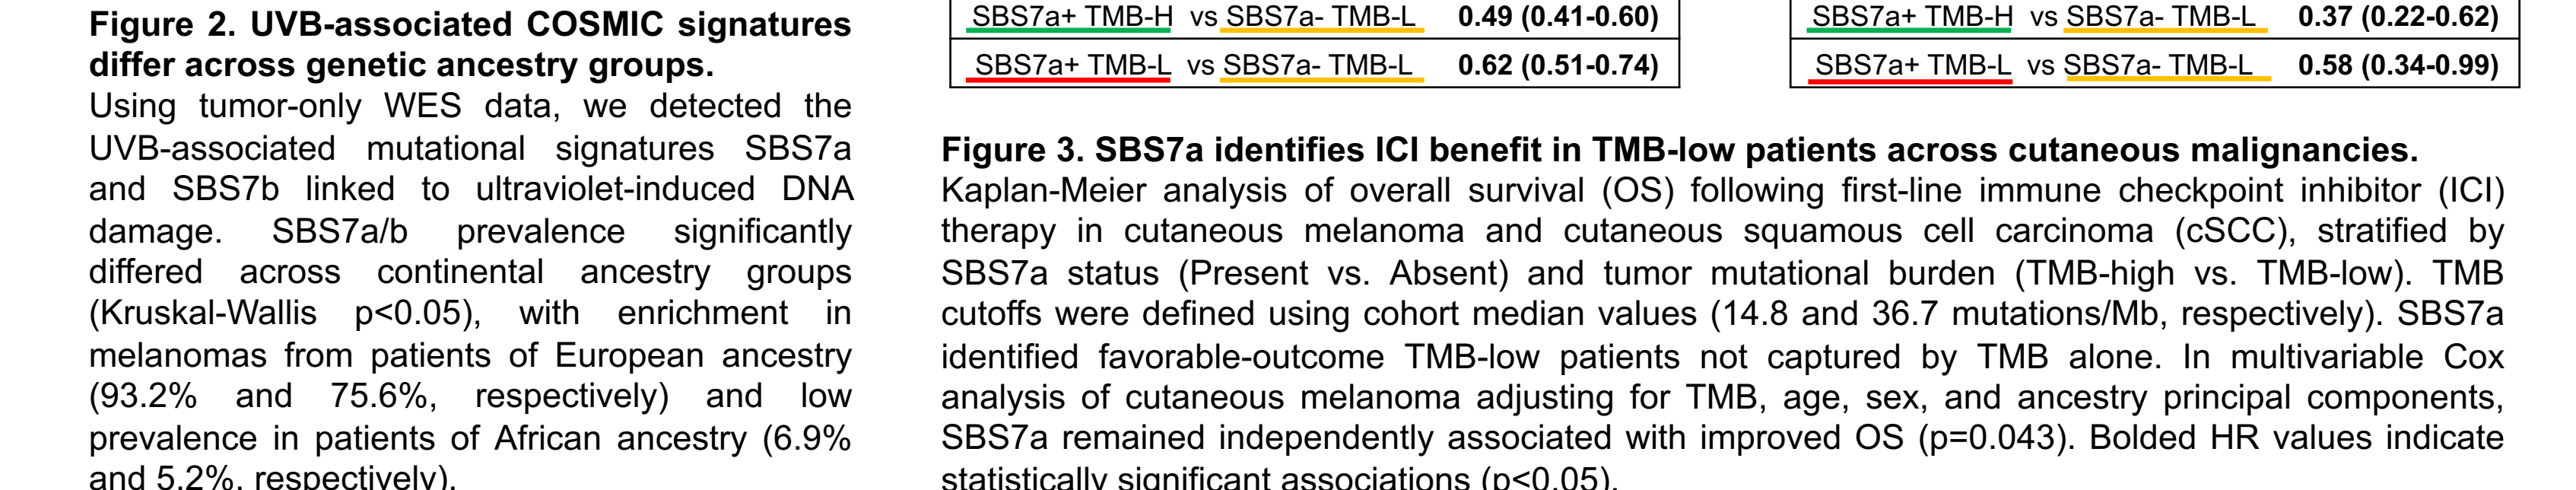 Figure 2. UVB-associated COSMIC signatures
differ across genetic ancestry groups.
Using tumor-only WES data, we detected the
UVB-associated mutational signatures SBS7a
and SBS7b linked to ultraviolet-induced DNA
damage. SBS7a/b prevalence significantly
differed across continental ancestry groups
(Kruskal-Wallis p<0.05), with enrichment in
melanomas from patients of European ancestry
(93.2% and 75.6%, respectively) and low
prevalence in patients of African ancestry (6.9%
and 5.2%, respectively).
SBS7a+ TMB-H vs SBS7a- TMB-L 0.49 (0.41-0.60)
SBS7a+ TMB-L vs SBS7a- TMB-L 0.62 (0.51-0.74)
SBS7a+ TMB-H vs SBS7a- TMB-L 0.37 (0.22-0.62)
SBS7a+ TMB-L vs SBS7a- TMB-L 0.58 (0.34-0.99)
Figure 3. SBS7a identifies ICI benefit in TMB-low patients across cutaneous malignancies.
Kaplan-Meier analysis of overall survival (OS) following first-line immune checkpoint inhibitor (ICI)
therapy in cutaneous melanoma and cutaneous squamous cell carcinoma (cSCC), stratified by
SBS7a status (Present vs. Absent) and tumor mutational burden (TMB-high vs. TMB-low). TMB
cutoffs were defined using cohort median values (14.8 and 36.7 mutations/Mb, respectively). SBS7a
identified favorable-outcome TMB-low patients not captured by TMB alone. In multivariable Cox
analysis of cutaneous melanoma adjusting for TMB, age, sex, and ancestry principal components,
SBS7a remained independently associated with improved OS (p=0.043). Bolded HR values indicate
statistically significant associations (p<0.05).